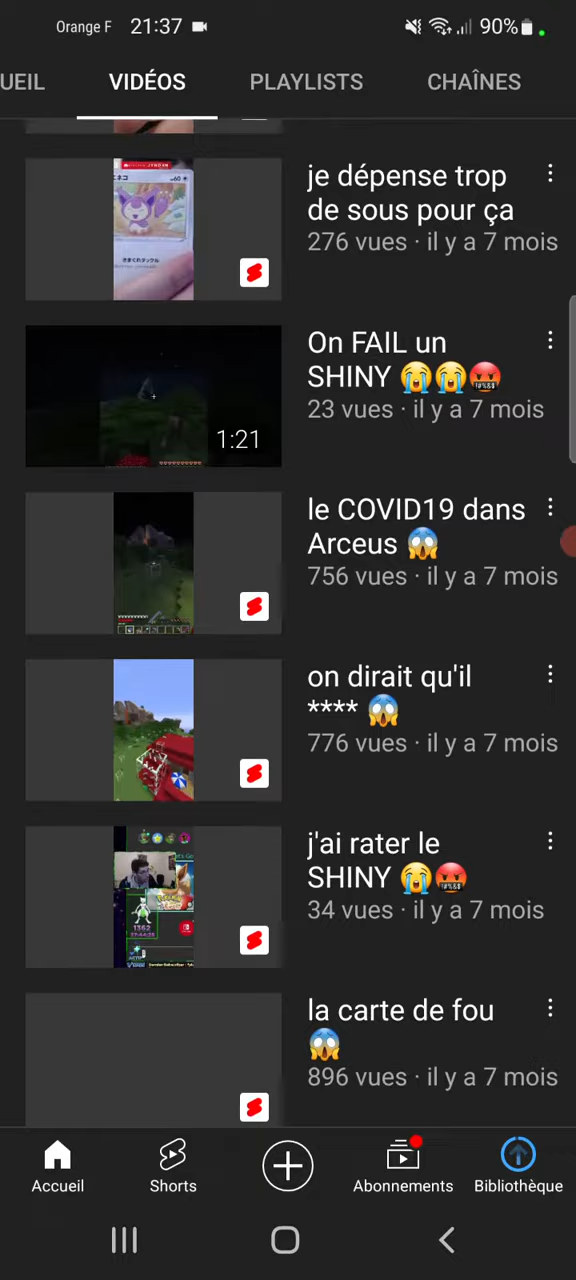 Orange F 21:37 90%
UEIL VIDÉOS PLAYLISTS CHAÎNES
je dépense trop
de sous pour ça
276 vues · il y a 7 mois
On FAIL un
SHINY 😭😭🤬
23 vues · il y a 7 mois
1:21
le COVID19 dans
Arceus 😱
756 vues · il y a 7 mois
on dirait qu'il
**** 😱
776 vues · il y a 7 mois
j'ai rater le
SHINY 😭🤬
34 vues · il y a 7 mois
1362
la carte de fou
😱
896 vues · il y a 7 mois
Accueil Shorts Abonnements Bibliothèque